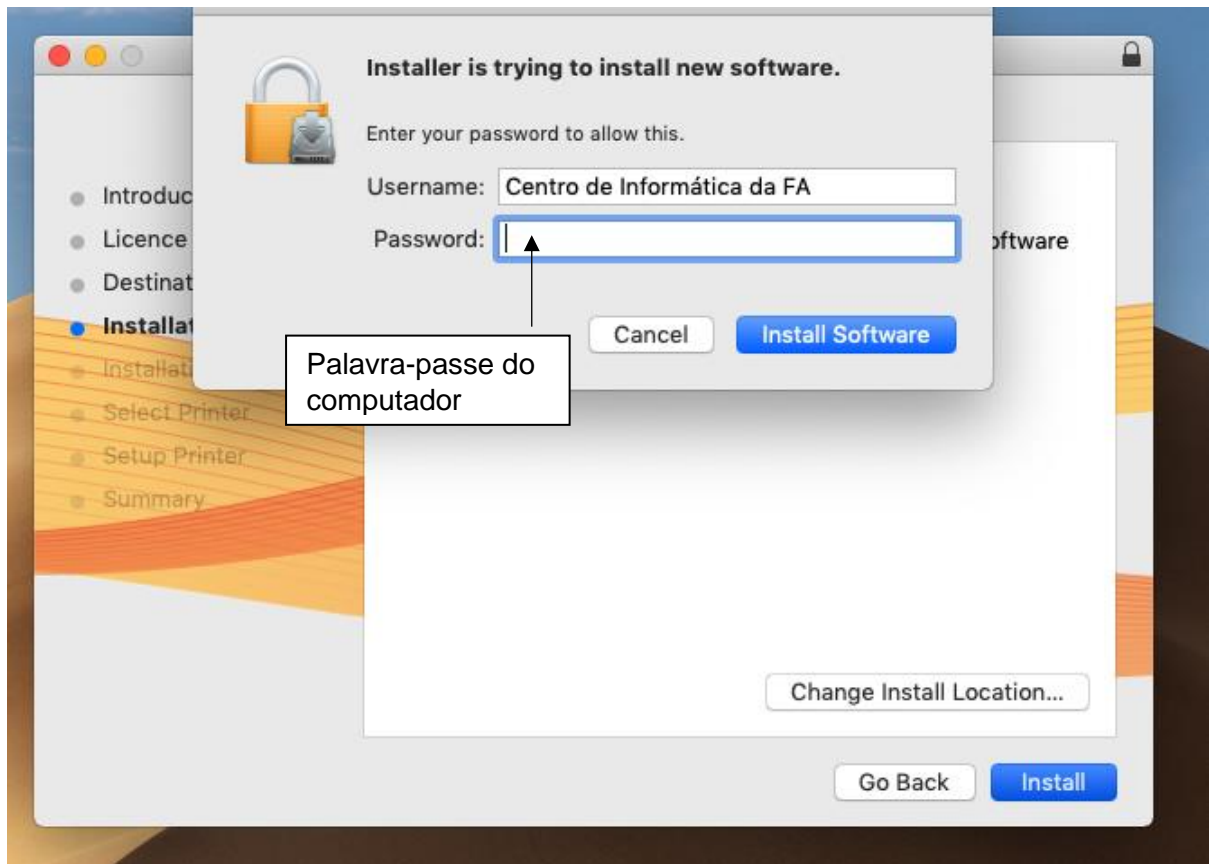 Installer is trying to install new software.
Enter your password to allow this.
Username: Centro de Informática da FA
Password:
Cancel
Install Software
Palavra-passe do
computador
Introduc
Licence
Destinat
Installat
Installati
Select Printer
Setup Printer
Summary
oftware
Change Install Location...
Go Back
Install